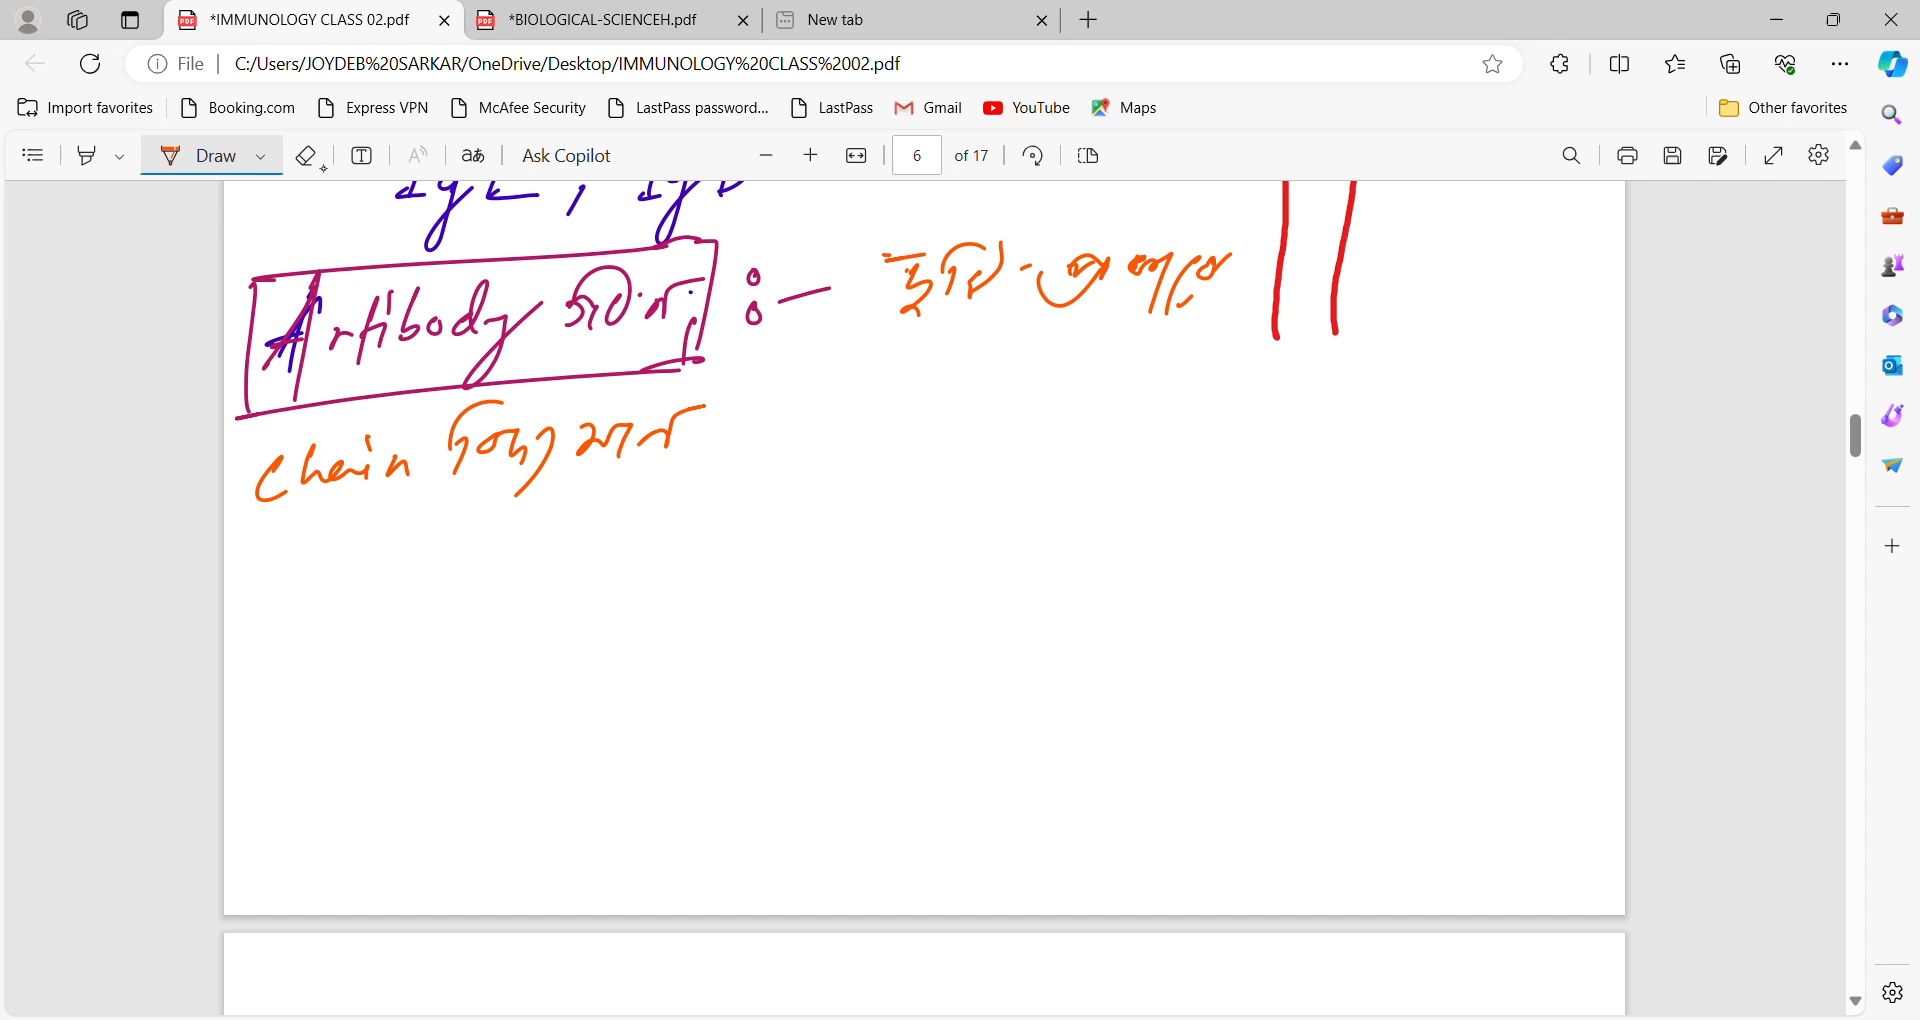 *IMMUNOLOGY CLASS 02.pdf
*BIOLOGICAL-SCIENCEH.pdf
New tab
File
C:/Users/JOYDEB%20SARKAR/OneDrive/Desktop/IMMUNOLOGY%20CLASS%2002.pdf
Import favorites
Booking.com
Express VPN
McAfee Security
LastPass password...
LastPass
Gmail
YouTube
Maps
Other favorites
Draw
Ask Copilot
6 of 17
IgE, IgD
Antibody গঠন :-
chain